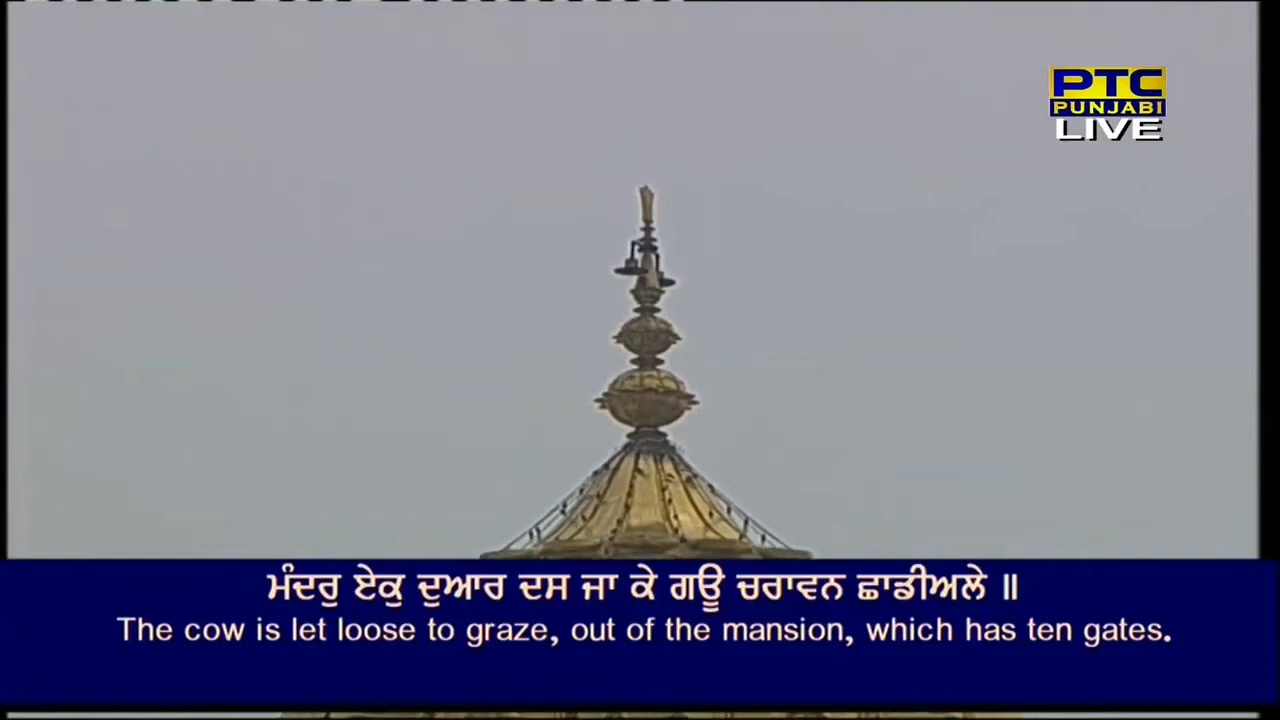 PTC
PUNJABI
LIVE
ਮੰਦਰੁ ਏਕੁ ਦੁਆਰ ਦਸ ਜਾ ਕੇ ਗਊ ਚਰਾਵਨ ਛਾਡੀਅਲੇ ॥
The cow is let loose to graze, out of the mansion, which has ten gates.